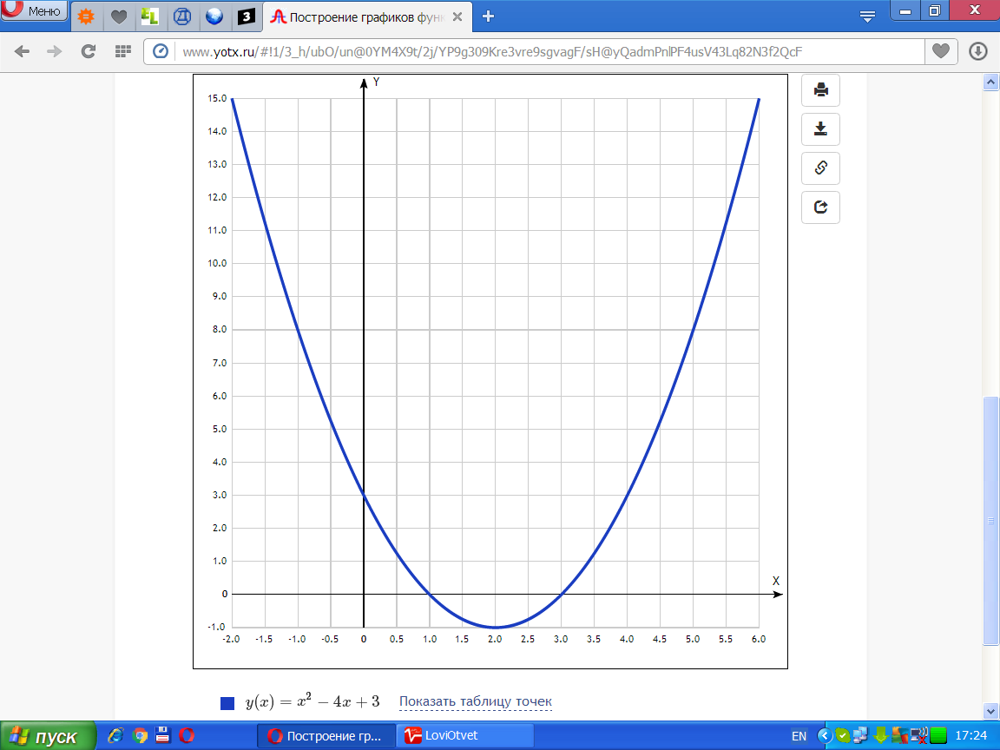 Меню
Построение графиков фун
www.yotx.ru/#!1/3_h/ubO/un@0YM4X9t/2j/YP9g309Kre3vre9sgvagF/sH@yQadmPnlPF4usV43Lq82N3f2QcF
Y
15.0
14.0
13.0
12.0
11.0
10.0
9.0
8.0
7.0
6.0
5.0
4.0
3.0
2.0
1.0
0
-1.0
X
-2.0 -1.5 -1.0 -0.5 0 0.5 1.0 1.5 2.0 2.5 3.0 3.5 4.0 4.5 5.0 5.5 6.0
y(x) = x² − 4x + 3 Показать таблицу точек
пуск Построение гр... LoviOtvet EN 17:24